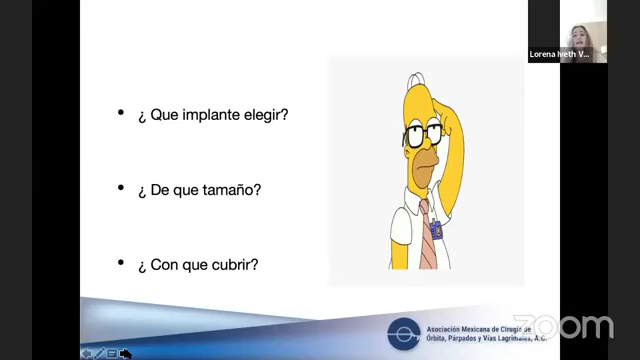 Lorena Iveth V...
• ¿ Que implante elegir?
• ¿ De que tamaño?
• ¿ Con que cubrir?
Asociación Mexicana de Cirugía de
Órbita, Párpados y Vías Lagrimales, A.C.
zoom